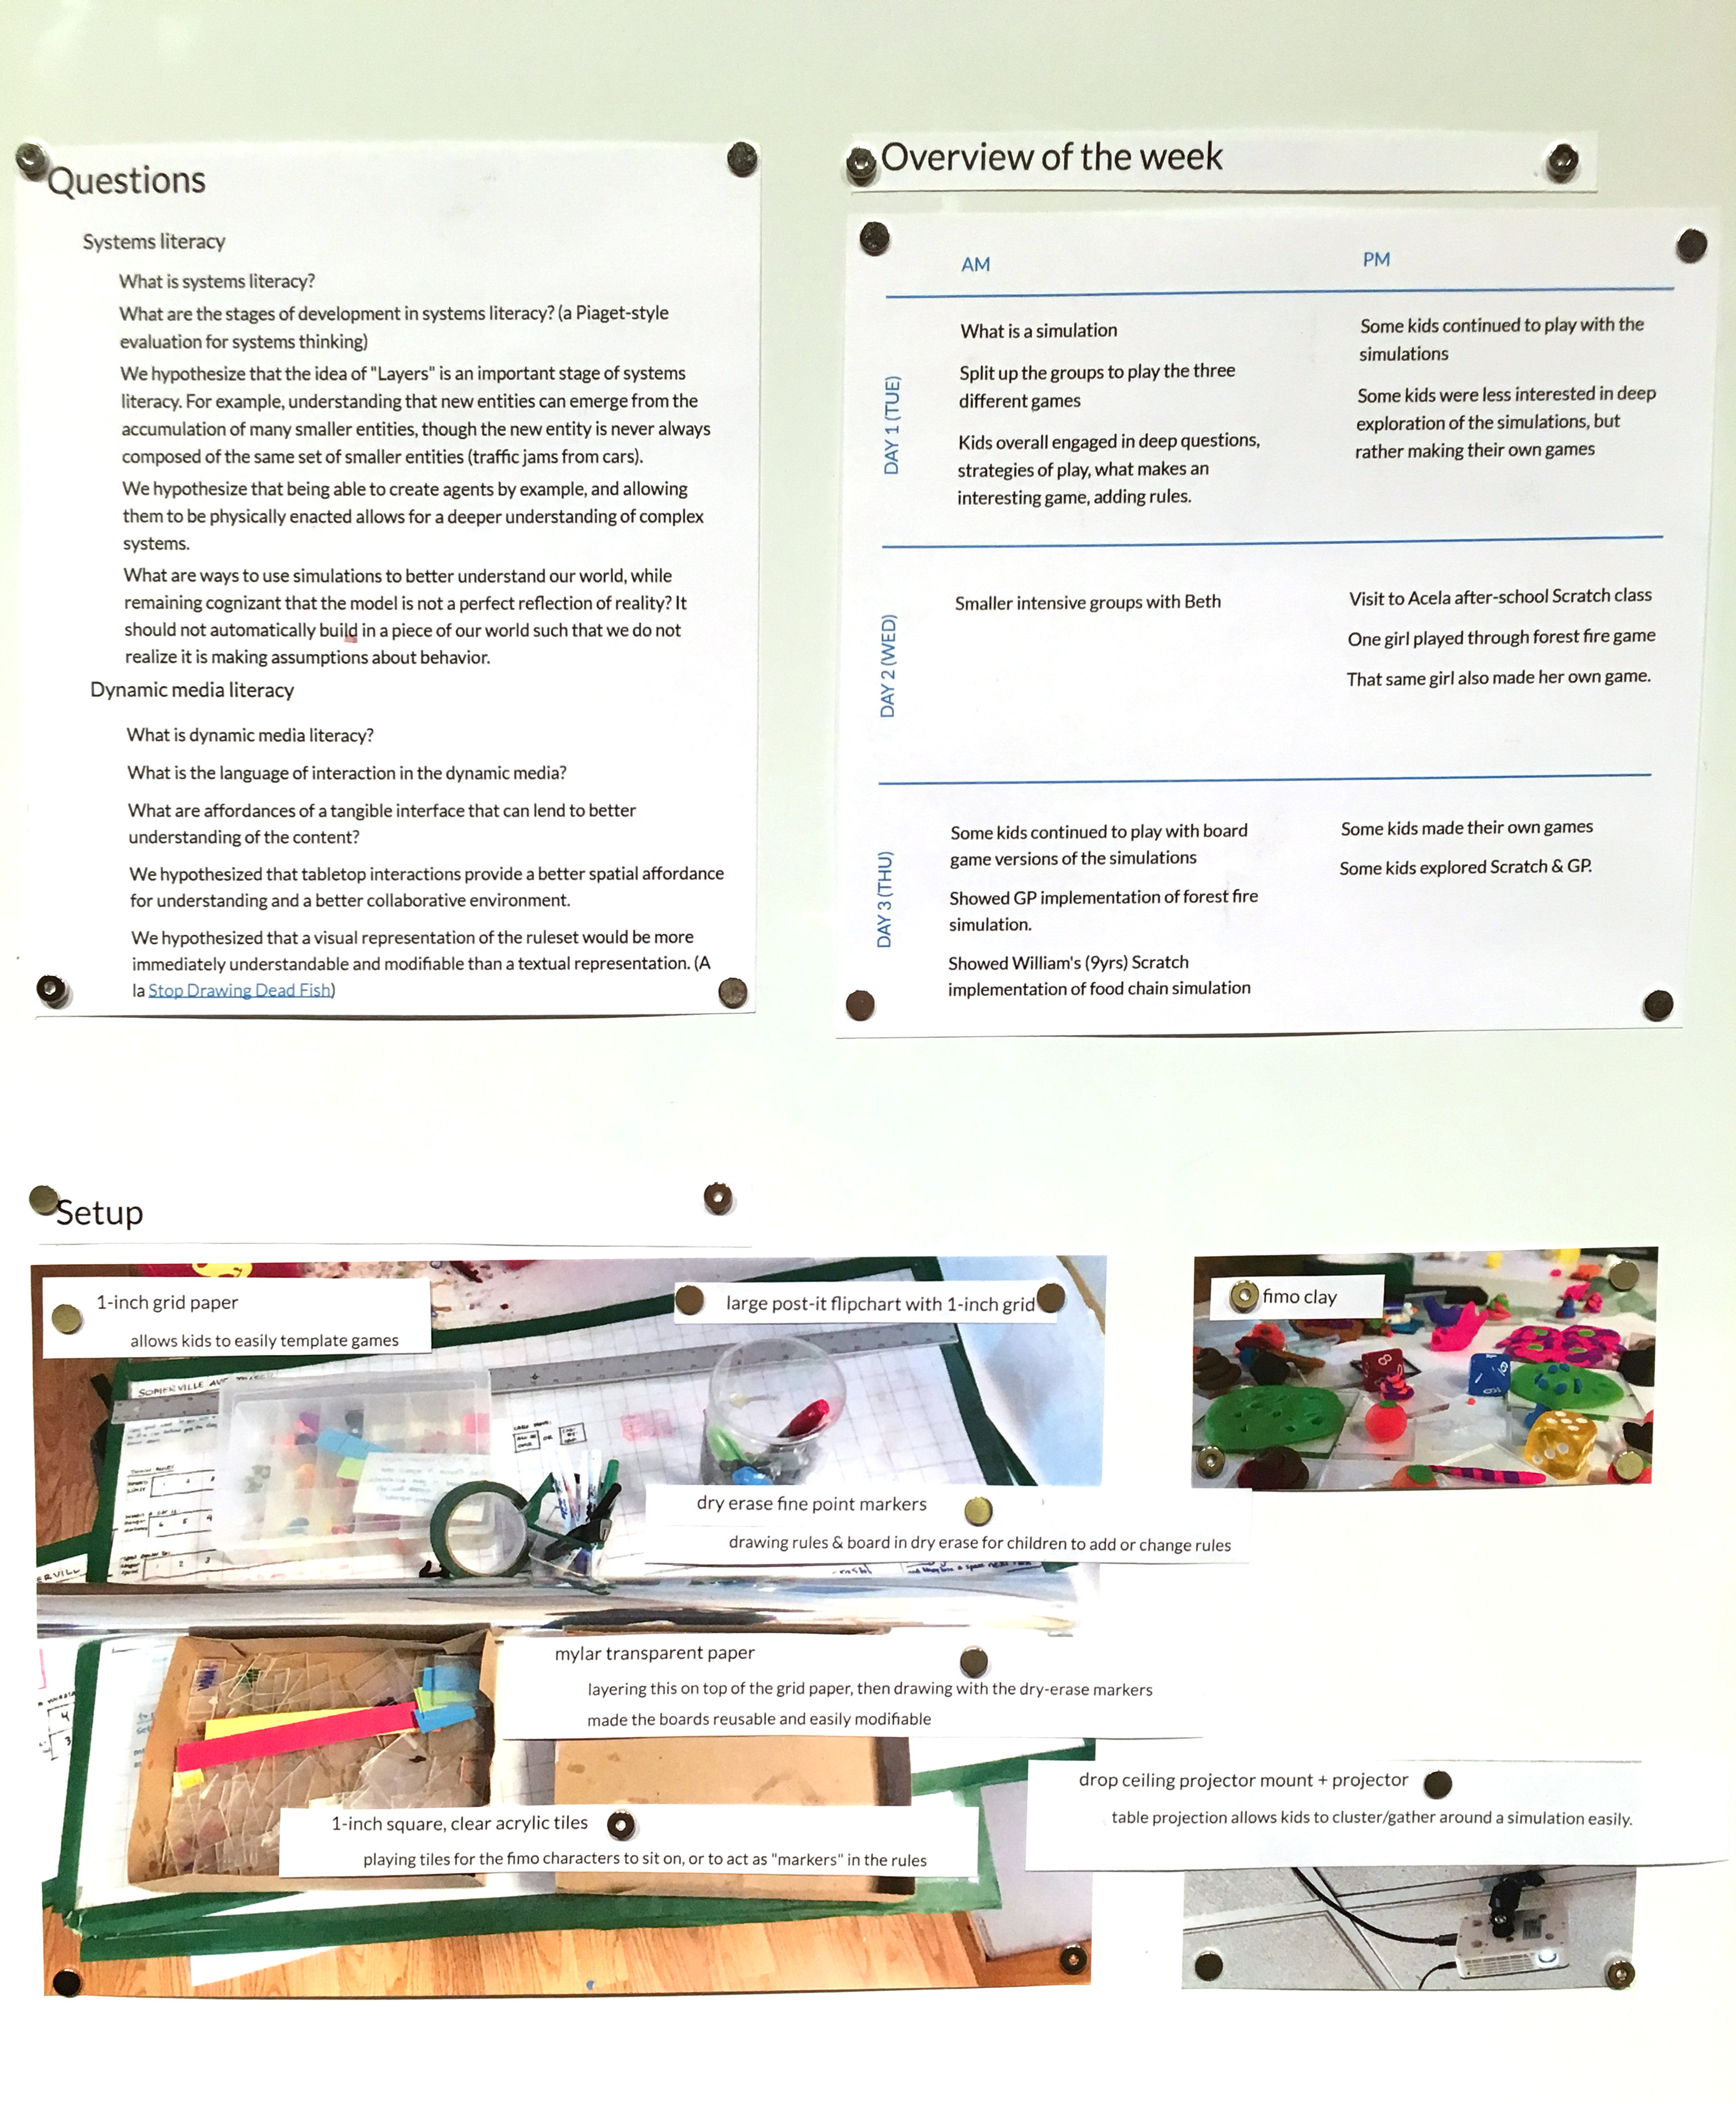 Questions
Systems literacy
What is systems literacy?
What are the stages of development in systems literacy? (a Piaget-style
evaluation for systems thinking)
We hypothesize that the idea of "Layers" is an important stage of systems
literacy. For example, understanding that new entities can emerge from the
accumulation of many smaller entities, though the new entity is never always
composed of the same set of smaller entities (traffic jams from cars).
We hypothesize that being able to create agents by example, and allowing
them to be physically enacted allows for a deeper understanding of complex
systems.
What are ways to use simulations to better understand our world, while
remaining cognizant that the model is not a perfect reflection of reality? It
should not automatically build in a piece of our world such that we do not
realize it is making assumptions about behavior.
Dynamic media literacy
What is dynamic media literacy?
What is the language of interaction in the dynamic media?
What are affordances of a tangible interface that can lend to better
understanding of the content?
We hypothesized that tabletop interactions provide a better spatial affordance
for understanding and a better collaborative environment.
We hypothesized that a visual representation of the ruleset would be more
immediately understandable and modifiable than a textual representation. (A
la Stop Drawing Dead Fish)
Overview of the week
AM
PM
DAY 1 (TUE)
What is a simulation
Split up the groups to play the three
different games
Kids overall engaged in deep questions,
strategies of play, what makes an
interesting game, adding rules.
Some kids continued to play with the
simulations
Some kids were less interested in deep
exploration of the simulations, but
rather making their own games
DAY 2 (WED)
Smaller intensive groups with Beth
Visit to Acela after-school Scratch class
One girl played through forest fire game
That same girl also made her own game.
DAY 3 (THU)
Some kids continued to play with board
game versions of the simulations
Showed GP implementation of forest fire
simulation.
Showed William's (9yrs) Scratch
implementation of food chain simulation
Some kids made their own games
Some kids explored Scratch & GP.
Setup
1-inch grid paper
allows kids to easily template games
large post-it flipchart with 1-inch grid
fimo clay
SOMERVILLE AVE
OR
dry erase fine point markers
drawing rules & board in dry erase for children to add or change rules
mylar transparent paper
layering this on top of the grid paper, then drawing with the dry-erase markers
made the boards reusable and easily modifiable
1-inch square, clear acrylic tiles
playing tiles for the fimo characters to sit on, or to act as "markers" in the rules
drop ceiling projector mount + projector
table projection allows kids to cluster/gather around a simulation easily.